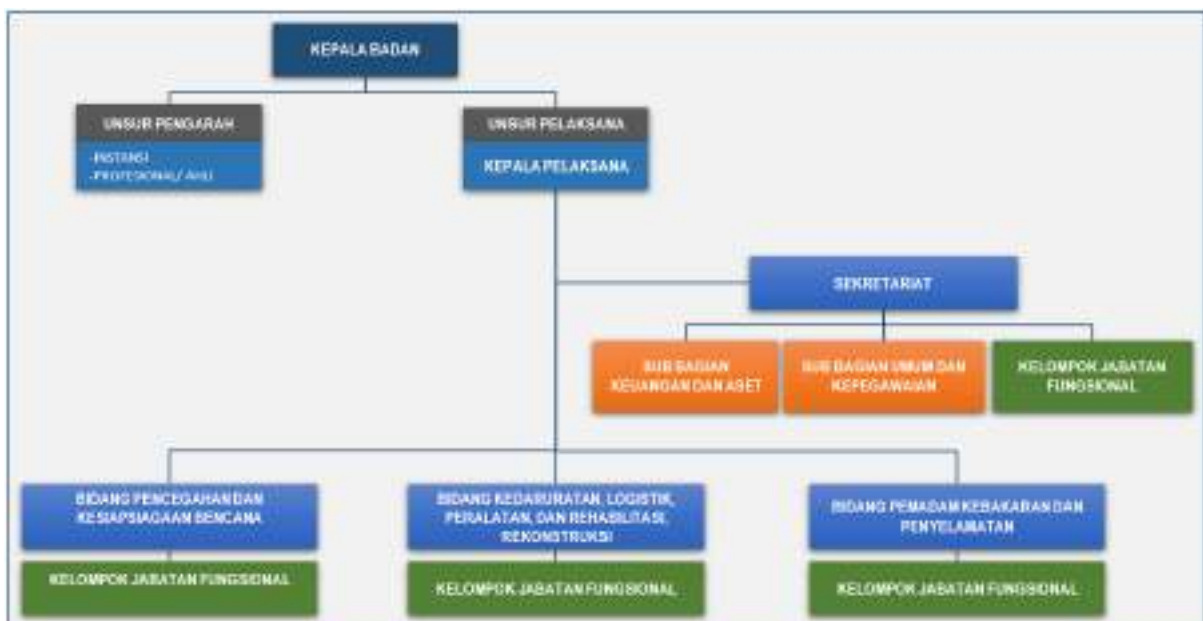 KEPALA BADAN
UNSUR PENGARAH
-INSTANSI
-PROFESIONAL/ AHLI
UNSUR PELAKSANA
KEPALA PELAKSANA
SEKRETARIAT
SUB BAGIAN
KEUANGAN DAN ASET
SUB BAGIAN UMUM DAN
KEPEGAWAIAN
KELOMPOK JABATAN
FUNGSIONAL
BIDANG PENCEGAHAN DAN
KESIAPSIAGAAN BENCANA
KELOMPOK JABATAN FUNGSIONAL
BIDANG KEDARURATAN, LOGISTIK,
PERALATAN, DAN REHABILITASI,
REKONSTRUKSI
KELOMPOK JABATAN FUNGSIONAL
BIDANG PEMADAM KEBAKARAN DAN
PENYELAMATAN
KELOMPOK JABATAN FUNGSIONAL